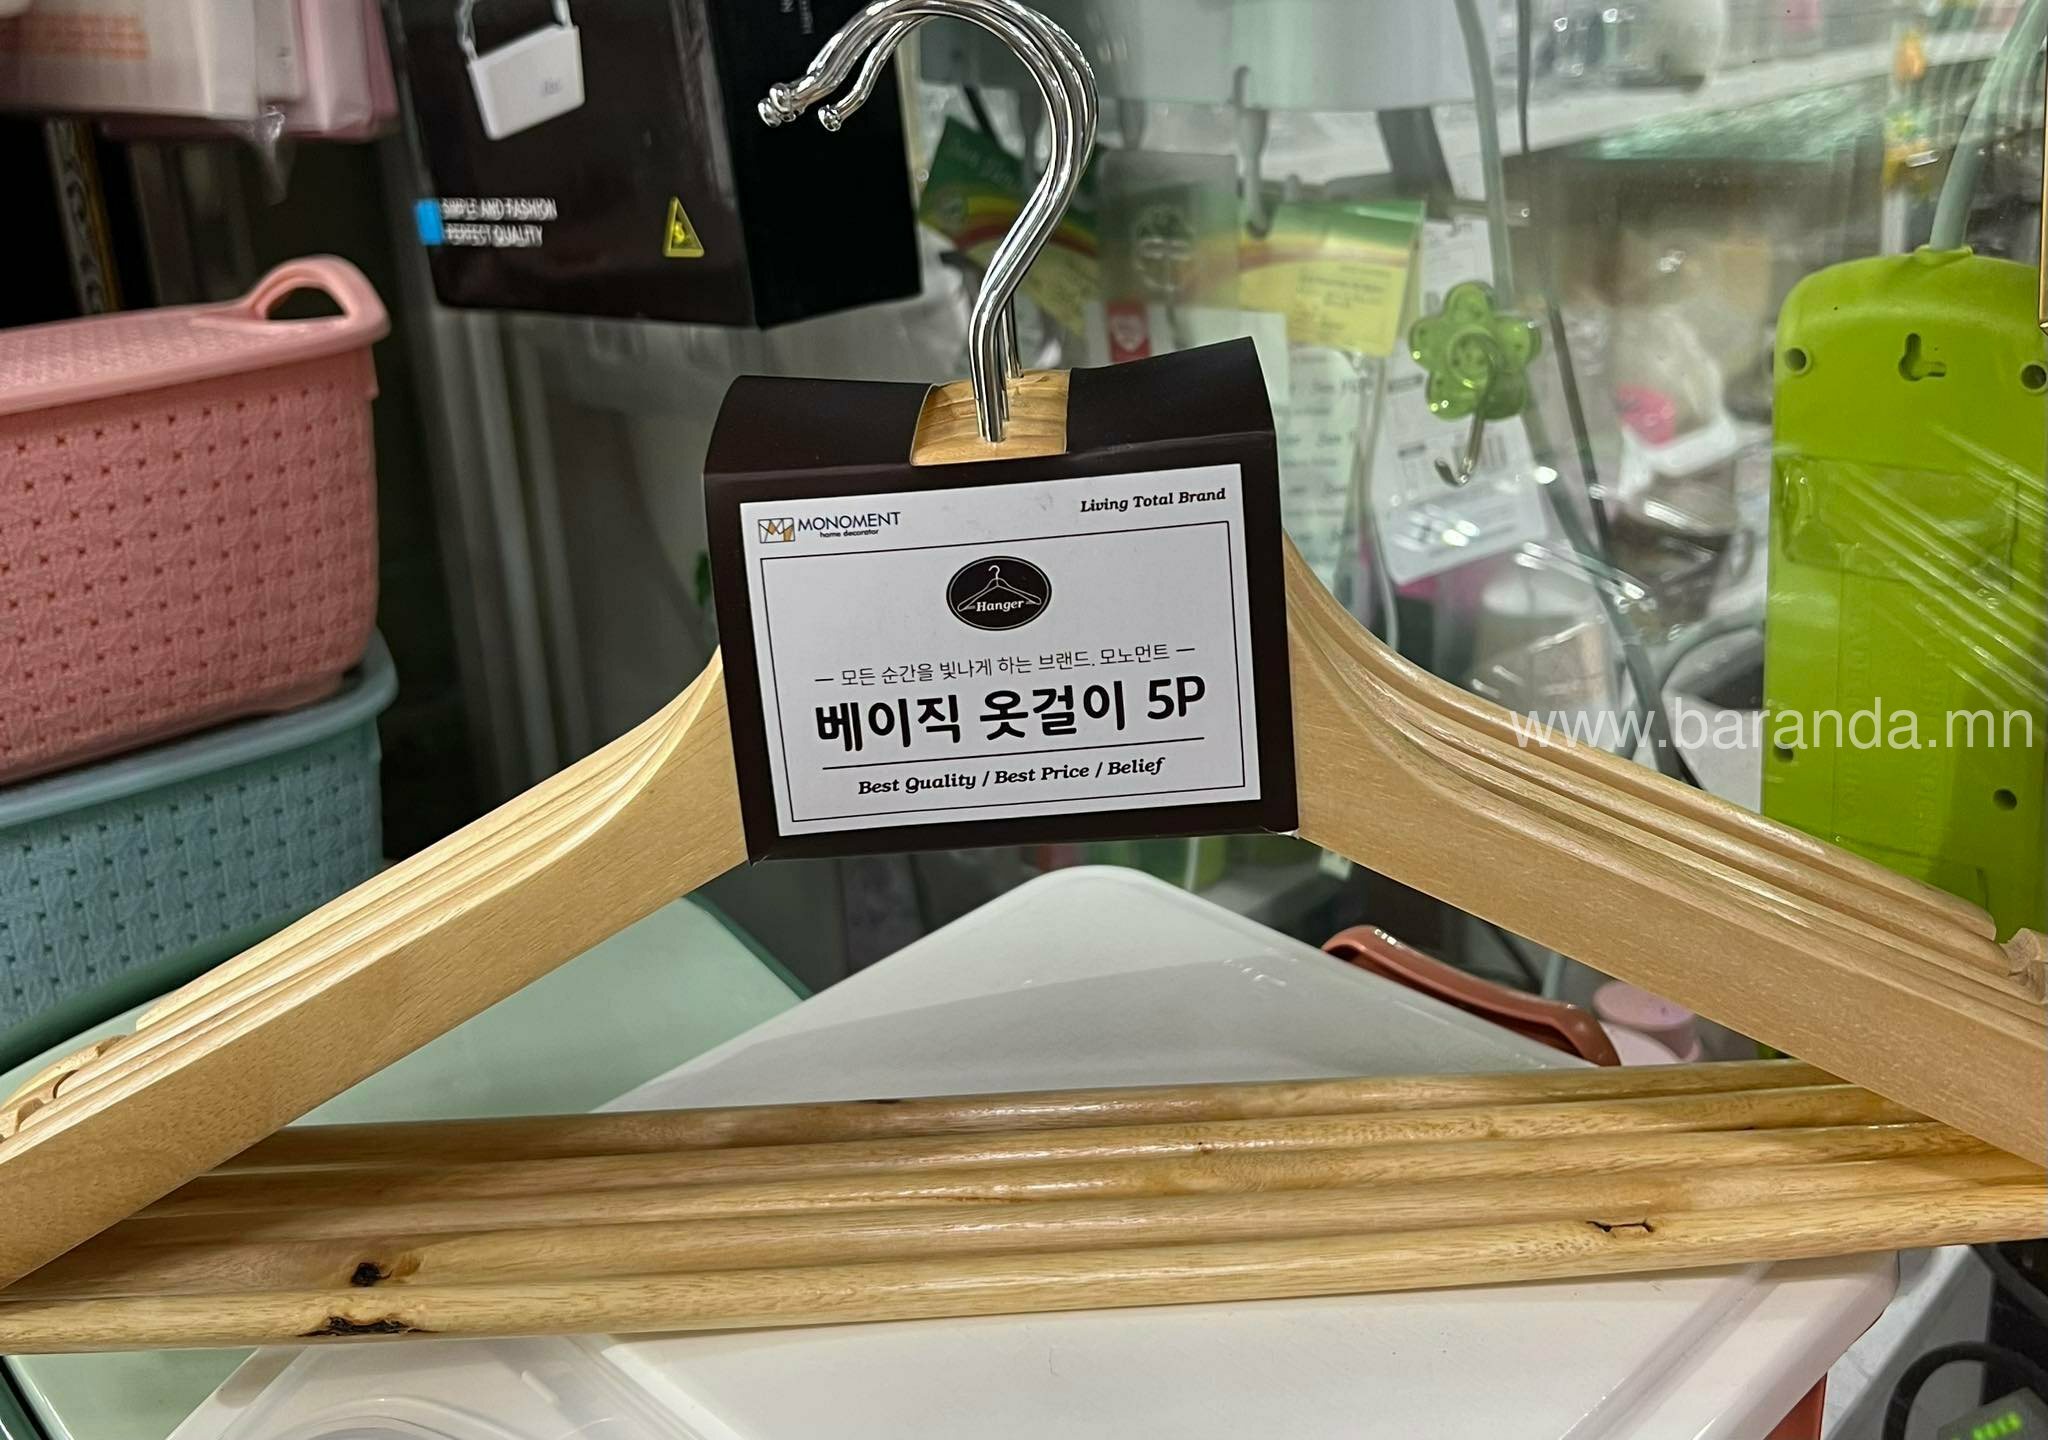 SIMPLE AND FASHION
PERFECT QUALITY
MONOMENT
home decorator
Living Total Brand
Hanger
— 모든 순간을 빛나게 하는 브랜드. 모노먼트 —
베이직 옷걸이 5P
Best Quality / Best Price / Belief
www.baranda.mn